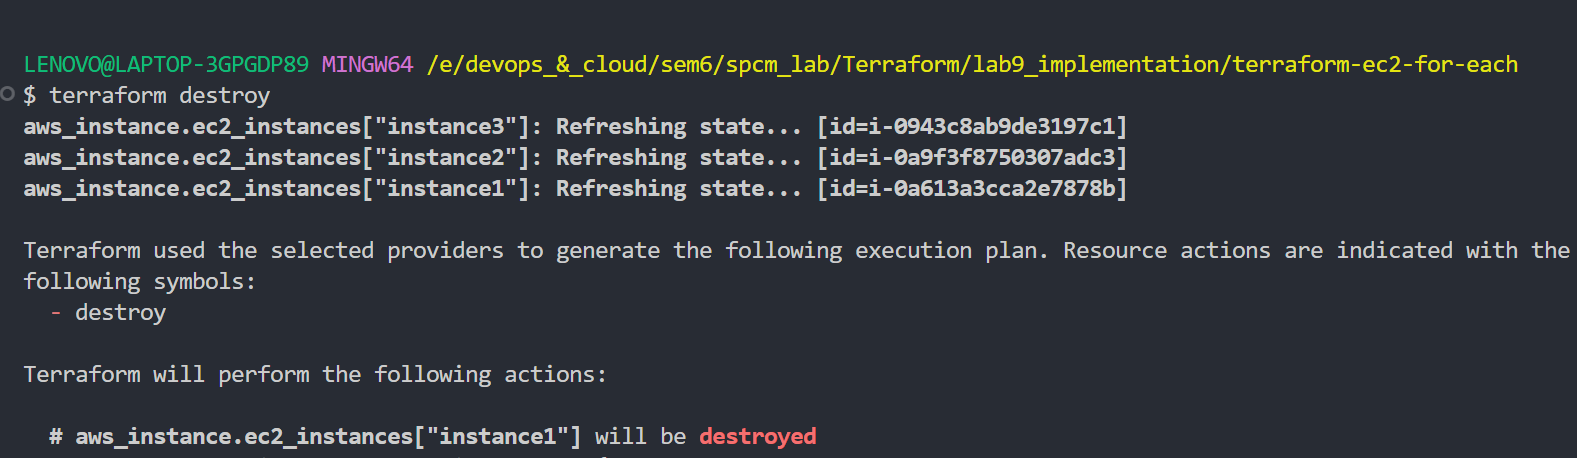 LENOVO@LAPTOP-3GPGDP89 MINGW64 /e/devops_&_cloud/sem6/spcm_lab/Terraform/lab9_implementation/terraform-ec2-for-each
$ terraform destroy
aws_instance.ec2_instances["instance3"]: Refreshing state... [id=i-0943c8ab9de3197c1]
aws_instance.ec2_instances["instance2"]: Refreshing state... [id=i-0a9f3f8750307adc3]
aws_instance.ec2_instances["instance1"]: Refreshing state... [id=i-0a613a3cca2e7878b]
Terraform used the selected providers to generate the following execution plan. Resource actions are indicated with the
following symbols:
- destroy
Terraform will perform the following actions:
# aws_instance.ec2_instances["instance1"] will be destroyed